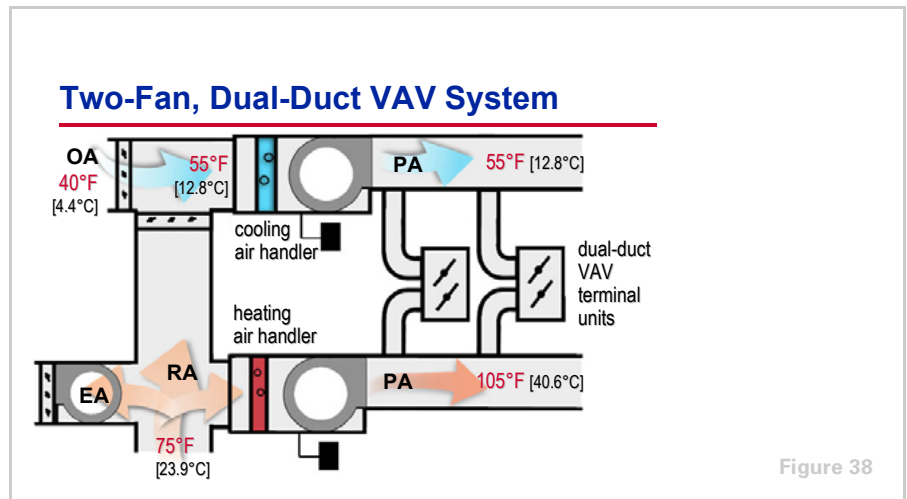 Two-Fan, Dual-Duct VAV System
OA
40°F
[4.4°C]
55°F
[12.8°C]
PA
55°F [12.8°C]
cooling
air handler
dual-duct
VAV
terminal
units
heating
air handler
RA
EA
PA
105°F [40.6°C]
75°F
[23.9°C]
Figure 38